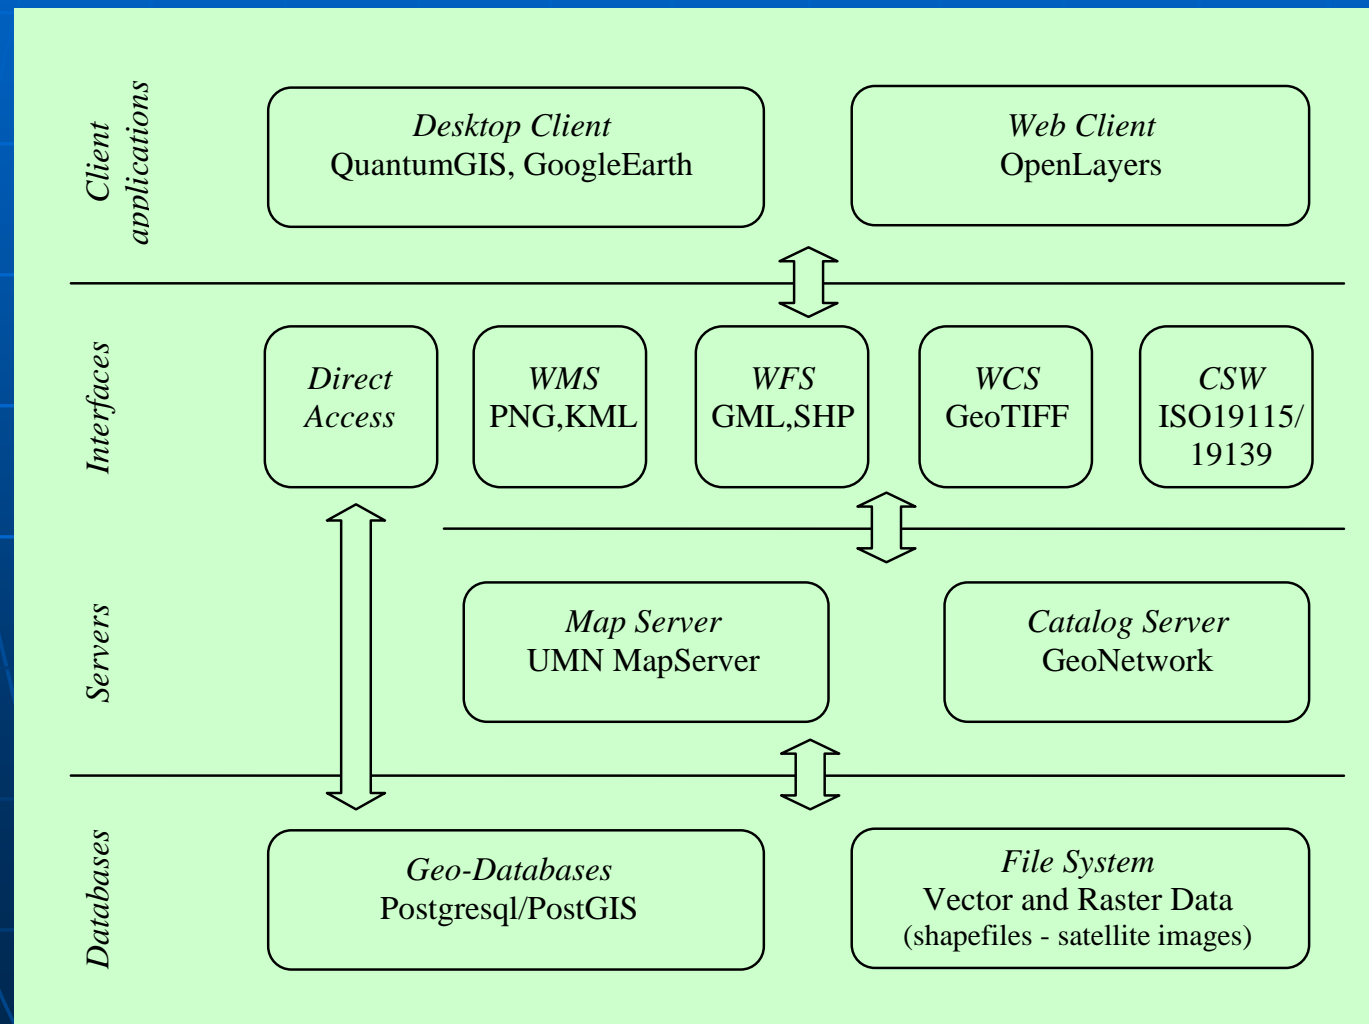 Client
applications
Desktop Client
QuantumGIS, GoogleEarth
Web Client
OpenLayers
Interfaces
Direct
Access
WMS
PNG,KML
WFS
GML,SHP
WCS
GeoTIFF
CSW
ISO19115/
19139
Servers
Map Server
UMN MapServer
Catalog Server
GeoNetwork
Databases
Geo-Databases
Postgresql/PostGIS
File System
Vector and Raster Data
(shapefiles - satellite images)